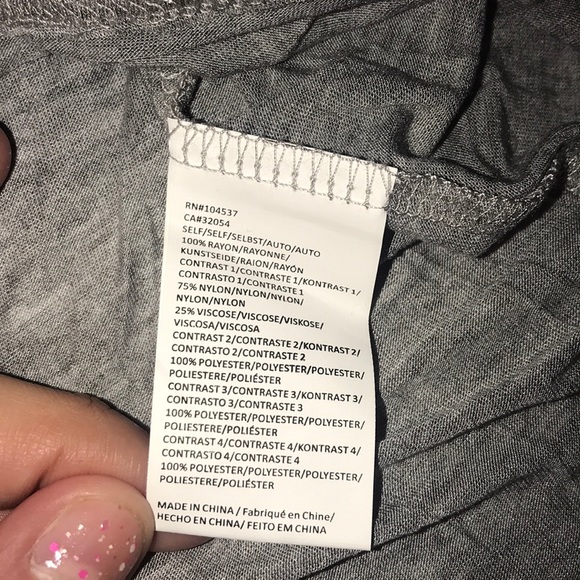 RN#104537
CA#32054
SELF/SELF/SELBST/AUTO/AUTO
100% RAYON/RAYONNE/
KUNSTSEIDE/RAION/RAYÓN
CONTRAST 1/CONTRASTE 1/KONTRAST 1/
CONTRASTO 1/CONTRASTE 1
75% NYLON/NYLON/NYLON/
NYLON/NYLON
25% VISCOSE/VISCOSE/VISKOSE/
VISCOSA/VISCOSA
CONTRAST 2/CONTRASTE 2/KONTRAST 2/
CONTRASTO 2/CONTRASTE 2
100% POLYESTER/POLYESTER/POLYESTER/
POLIESTERE/POLIÉSTER
CONTRAST 3/CONTRASTE 3/KONTRAST 3/
CONTRASTO 3/CONTRASTE 3
100% POLYESTER/POLYESTER/POLYESTER/
POLIESTERE/POLIÉSTER
CONTRAST 4/CONTRASTE 4/KONTRAST 4/
CONTRASTO 4/CONTRASTE 4
100% POLYESTER/POLYESTER/POLYESTER/
POLIESTERE/POLIÉSTER
MADE IN CHINA / Fabriqué en Chine/
HECHO EN CHINA/ FEITO EM CHINA